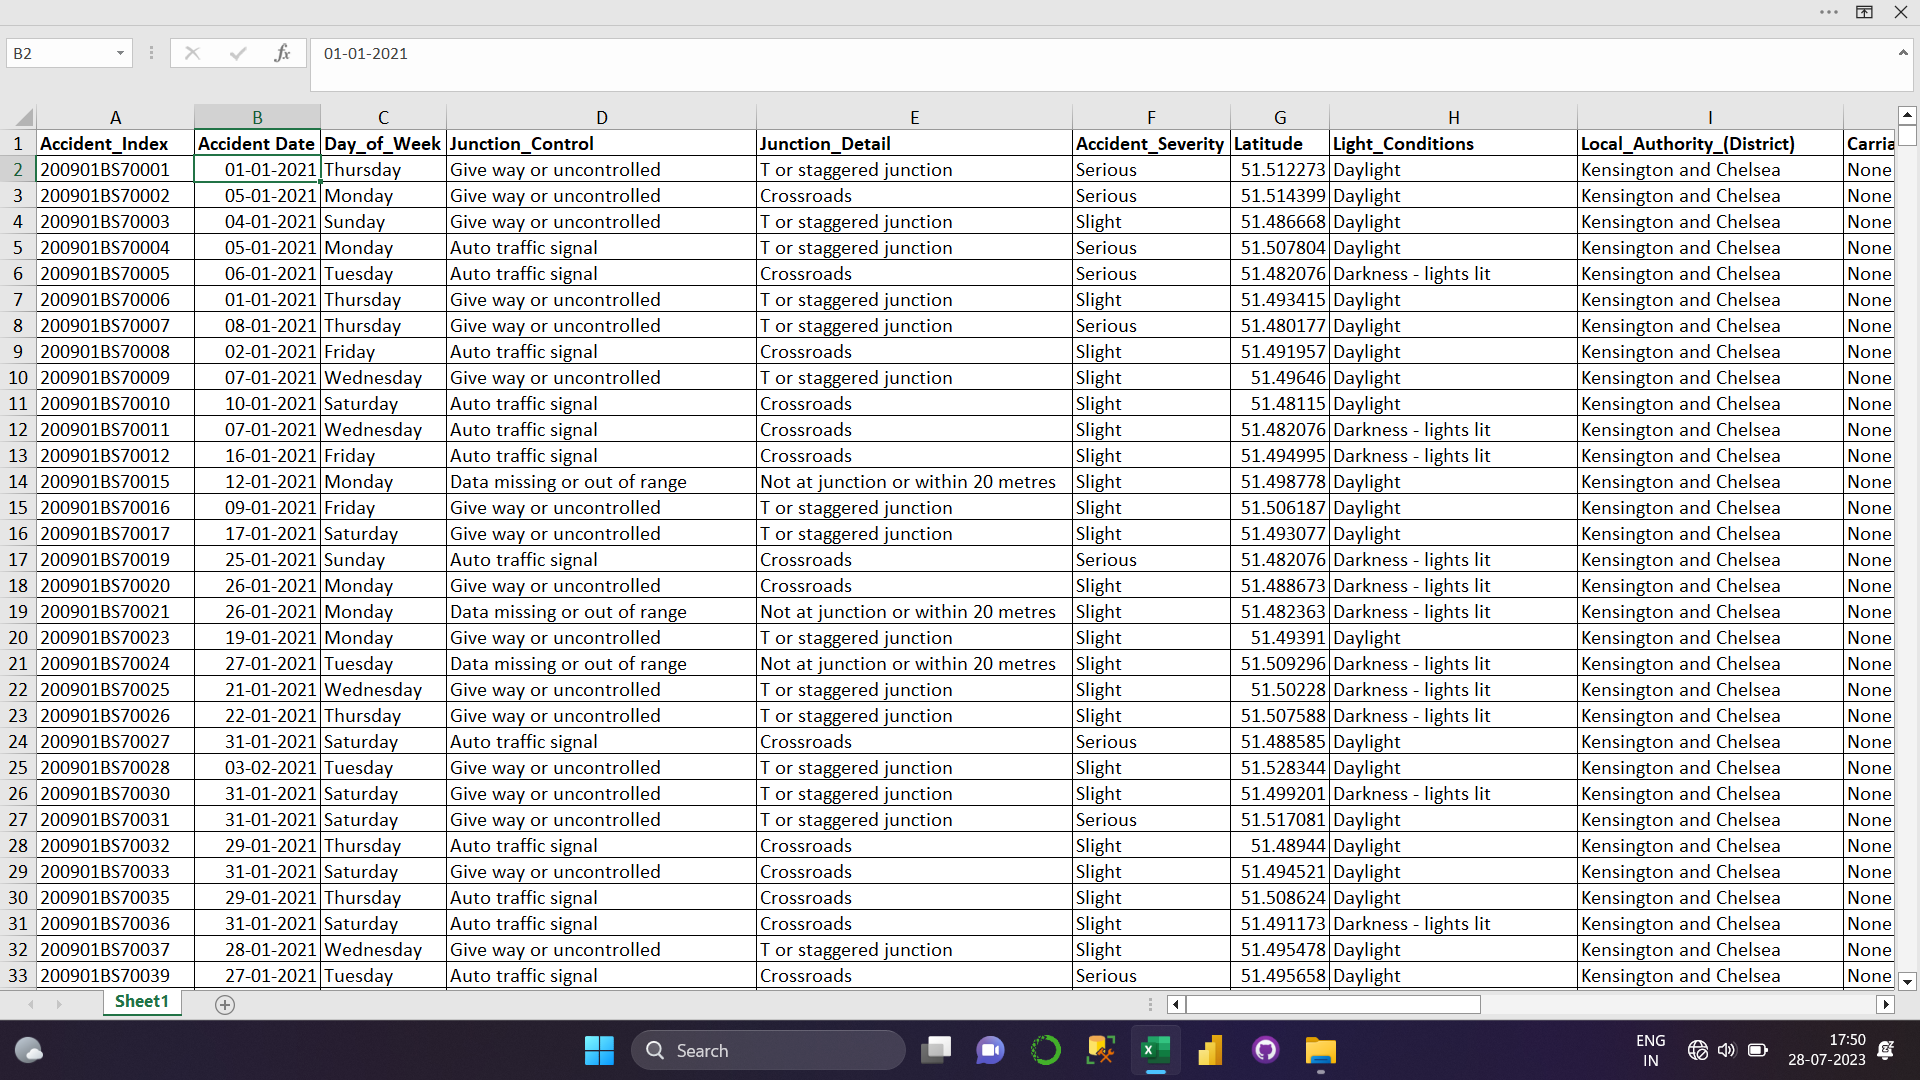 B2
fx
01-01-2021
A B C D E F G H I
1 Accident_Index Accident Date Day_of_Week Junction_Control Junction_Detail Accident_Severity Latitude Light_Conditions Local_Authority_(District) Carria
2 200901BS70001 01-01-2021 Thursday Give way or uncontrolled T or staggered junction Serious 51.512273 Daylight Kensington and Chelsea None
3 200901BS70002 05-01-2021 Monday Give way or uncontrolled Crossroads Serious 51.514399 Daylight Kensington and Chelsea None
4 200901BS70003 04-01-2021 Sunday Give way or uncontrolled T or staggered junction Slight 51.486668 Daylight Kensington and Chelsea None
5 200901BS70004 05-01-2021 Monday Auto traffic signal T or staggered junction Serious 51.507804 Daylight Kensington and Chelsea None
6 200901BS70005 06-01-2021 Tuesday Auto traffic signal Crossroads Serious 51.482076 Darkness - lights lit Kensington and Chelsea None
7 200901BS70006 01-01-2021 Thursday Give way or uncontrolled T or staggered junction Slight 51.493415 Daylight Kensington and Chelsea None
8 200901BS70007 08-01-2021 Thursday Give way or uncontrolled T or staggered junction Serious 51.480177 Daylight Kensington and Chelsea None
9 200901BS70008 02-01-2021 Friday Auto traffic signal Crossroads Slight 51.491957 Daylight Kensington and Chelsea None
10 200901BS70009 07-01-2021 Wednesday Give way or uncontrolled T or staggered junction Slight 51.49646 Daylight Kensington and Chelsea None
11 200901BS70010 10-01-2021 Saturday Auto traffic signal Crossroads Slight 51.48115 Daylight Kensington and Chelsea None
12 200901BS70011 07-01-2021 Wednesday Auto traffic signal Crossroads Slight 51.482076 Darkness - lights lit Kensington and Chelsea None
13 200901BS70012 16-01-2021 Friday Auto traffic signal Crossroads Slight 51.494995 Darkness - lights lit Kensington and Chelsea None
14 200901BS70015 12-01-2021 Monday Data missing or out of range Not at junction or within 20 metres Slight 51.498778 Daylight Kensington and Chelsea None
15 200901BS70016 09-01-2021 Friday Give way or uncontrolled T or staggered junction Slight 51.506187 Daylight Kensington and Chelsea None
16 200901BS70017 17-01-2021 Saturday Give way or uncontrolled T or staggered junction Slight 51.493077 Daylight Kensington and Chelsea None
17 200901BS70019 25-01-2021 Sunday Auto traffic signal Crossroads Serious 51.482076 Darkness - lights lit Kensington and Chelsea None
18 200901BS70020 26-01-2021 Monday Give way or uncontrolled Crossroads Slight 51.488673 Darkness - lights lit Kensington and Chelsea None
19 200901BS70021 26-01-2021 Monday Data missing or out of range Not at junction or within 20 metres Slight 51.482363 Darkness - lights lit Kensington and Chelsea None
20 200901BS70023 19-01-2021 Monday Give way or uncontrolled T or staggered junction Slight 51.49391 Daylight Kensington and Chelsea None
21 200901BS70024 27-01-2021 Tuesday Data missing or out of range Not at junction or within 20 metres Slight 51.509296 Darkness - lights lit Kensington and Chelsea None
22 200901BS70025 21-01-2021 Wednesday Give way or uncontrolled T or staggered junction Slight 51.50228 Darkness - lights lit Kensington and Chelsea None
23 200901BS70026 22-01-2021 Thursday Give way or uncontrolled T or staggered junction Slight 51.507588 Darkness - lights lit Kensington and Chelsea None
24 200901BS70027 31-01-2021 Saturday Auto traffic signal Crossroads Serious 51.488585 Daylight Kensington and Chelsea None
25 200901BS70028 03-02-2021 Tuesday Give way or uncontrolled T or staggered junction Slight 51.528344 Daylight Kensington and Chelsea None
26 200901BS70030 31-01-2021 Saturday Give way or uncontrolled T or staggered junction Slight 51.499201 Darkness - lights lit Kensington and Chelsea None
27 200901BS70031 31-01-2021 Saturday Give way or uncontrolled T or staggered junction Serious 51.517081 Daylight Kensington and Chelsea None
28 200901BS70032 29-01-2021 Thursday Auto traffic signal Crossroads Slight 51.48944 Daylight Kensington and Chelsea None
29 200901BS70033 31-01-2021 Saturday Give way or uncontrolled Crossroads Slight 51.494521 Daylight Kensington and Chelsea None
30 200901BS70035 29-01-2021 Thursday Auto traffic signal Crossroads Slight 51.508624 Daylight Kensington and Chelsea None
31 200901BS70036 31-01-2021 Saturday Auto traffic signal Crossroads Slight 51.491173 Darkness - lights lit Kensington and Chelsea None
32 200901BS70037 28-01-2021 Wednesday Give way or uncontrolled T or staggered junction Slight 51.495478 Daylight Kensington and Chelsea None
33 200901BS70039 27-01-2021 Tuesday Auto traffic signal Crossroads Serious 51.495658 Daylight Kensington and Chelsea None
Sheet1
Search
ENG
IN
17:50
28-07-2023